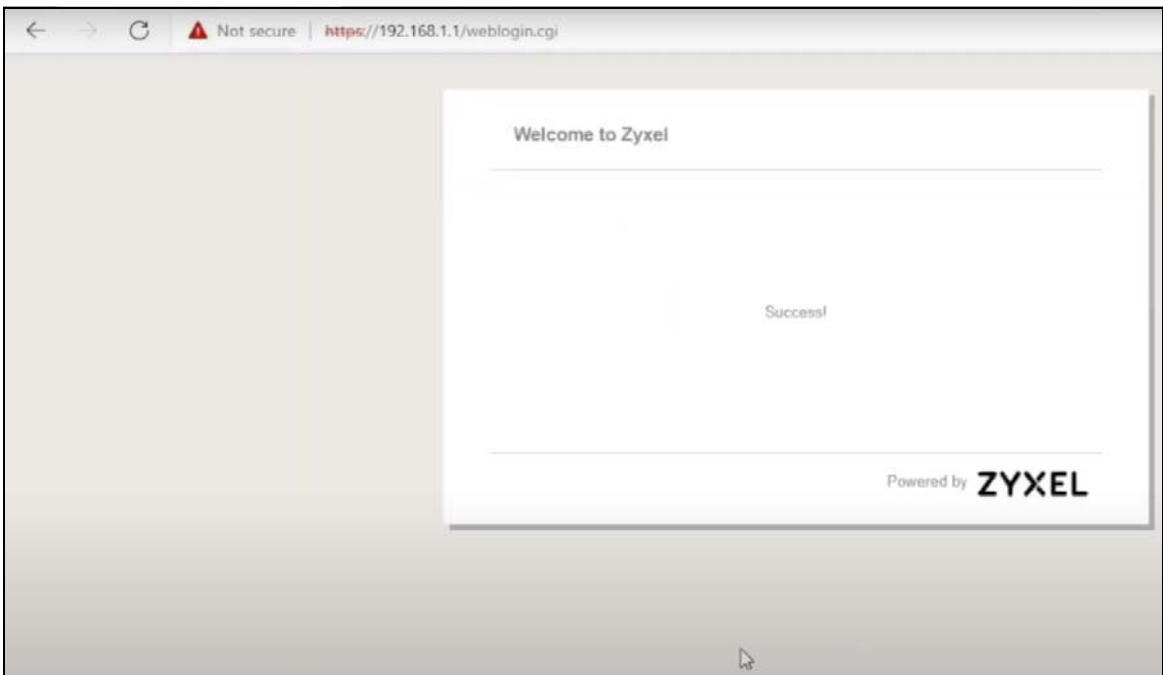 Not secure | https://192.168.1.1/weblogin.cgi
Welcome to Zyxel
Success!
Powered by ZYXEL